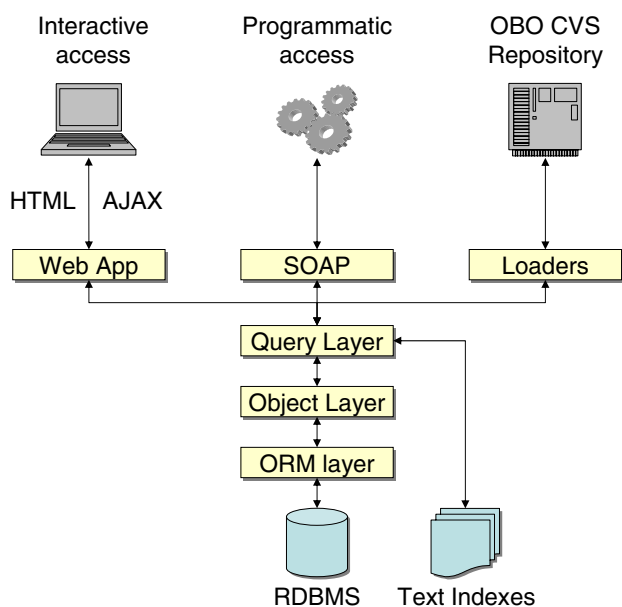 Interactive
access
Programmatic
access
OBO CVS
Repository
HTML
AJAX
Web App
SOAP
Loaders
Query Layer
Object Layer
ORM layer
RDBMS
Text Indexes